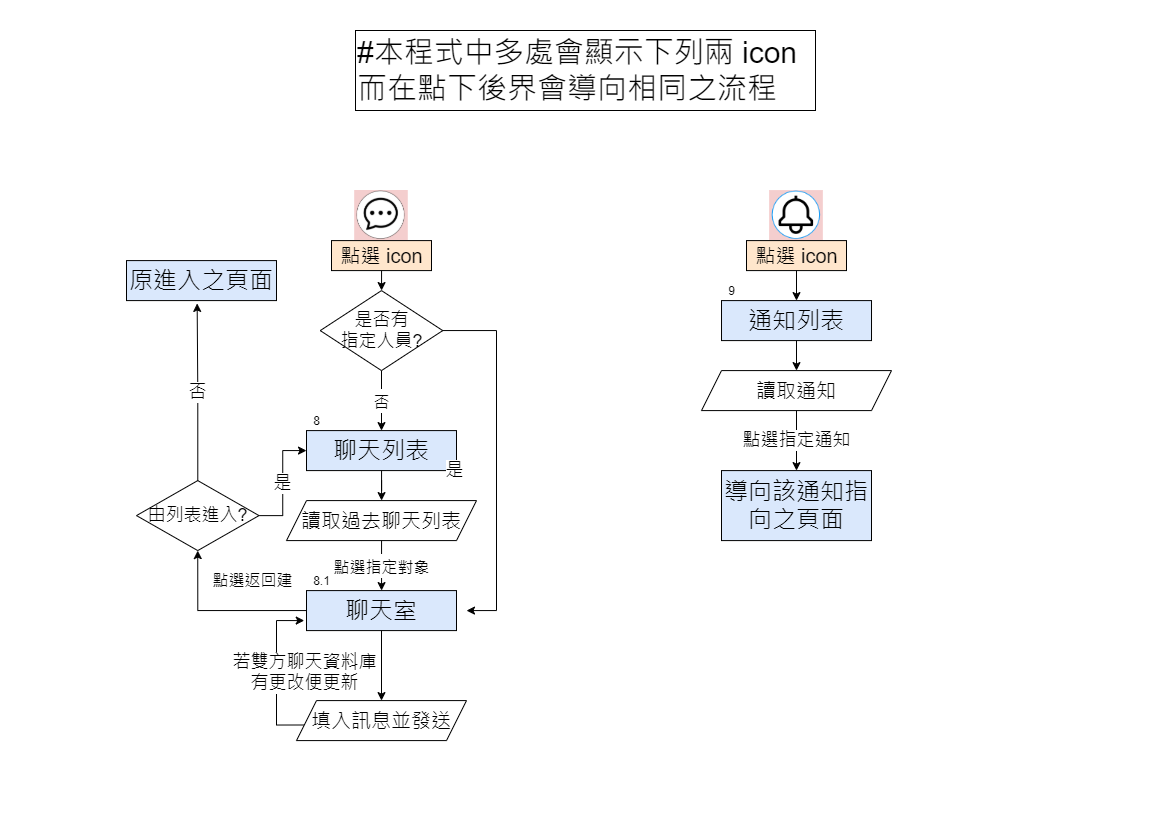 #本程式中多處會顯示下列兩 icon
而在點下後界會導向相同之流程
點選 icon
是否有
指定人員?
否
8
聊天列表
是
讀取過去聊天列表
點選指定對象
8.1
聊天室
填入訊息並發送
若雙方聊天資料庫
有更改便更新
點選返回建
由列表進入?
是
否
原進入之頁面
點選 icon
9
通知列表
讀取通知
點選指定通知
導向該通知指
向之頁面